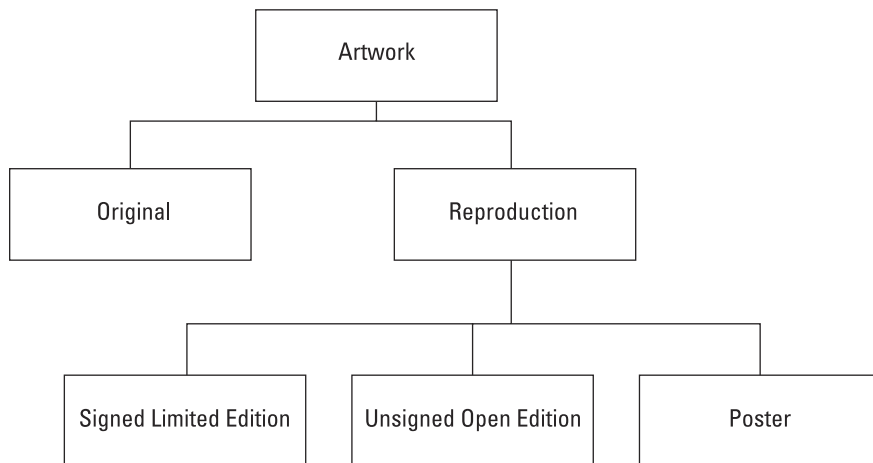 Artwork
Original
Reproduction
Signed Limited Edition
Unsigned Open Edition
Poster